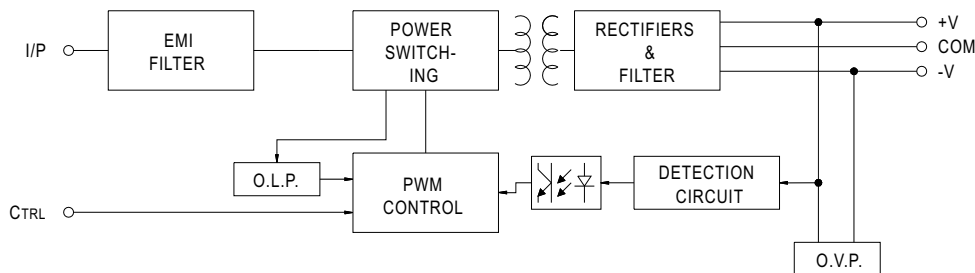 I/P
EMI
FILTER
POWER
SWITCH-
ING
RECTIFIERS
&
FILTER
+V
COM
-V
O.L.P.
PWM
CONTROL
DETECTION
CIRCUIT
CTRL
O.V.P.